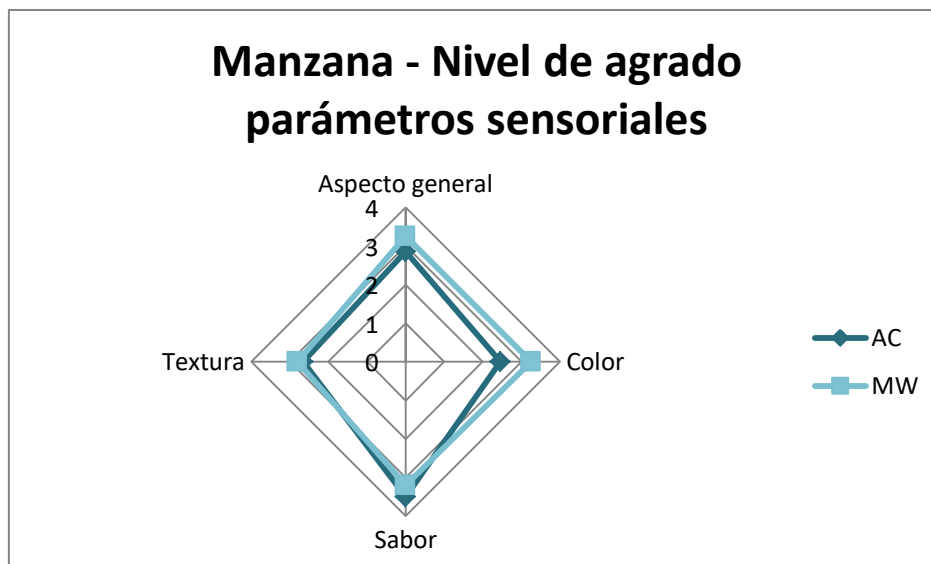 Manzana - Nivel de agrado
parámetros sensoriales
Aspecto general
4
3
2
1
0
Textura
Color
Sabor
AC
MW